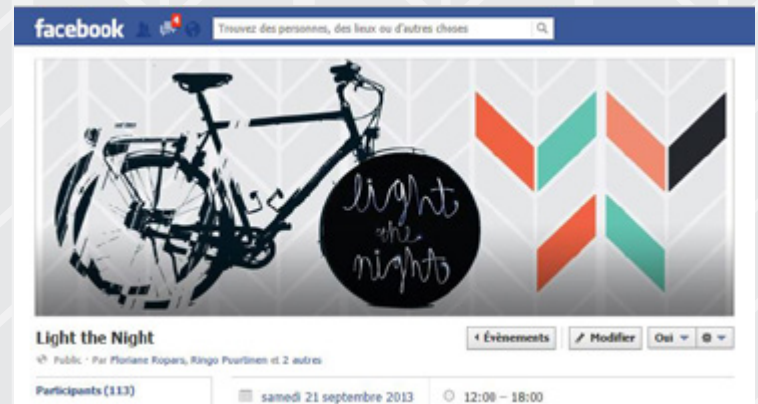 facebook
4
Trouvez des personnes, des lieux ou d'autres choses
light
the
night
Light the Night
Évènements
Modifier
Oui
Public · Par Floriane Ropars, Ringo Puurtinen et 2 autres
Participants (113)
samedi 21 septembre 2013
12:00 – 18:00